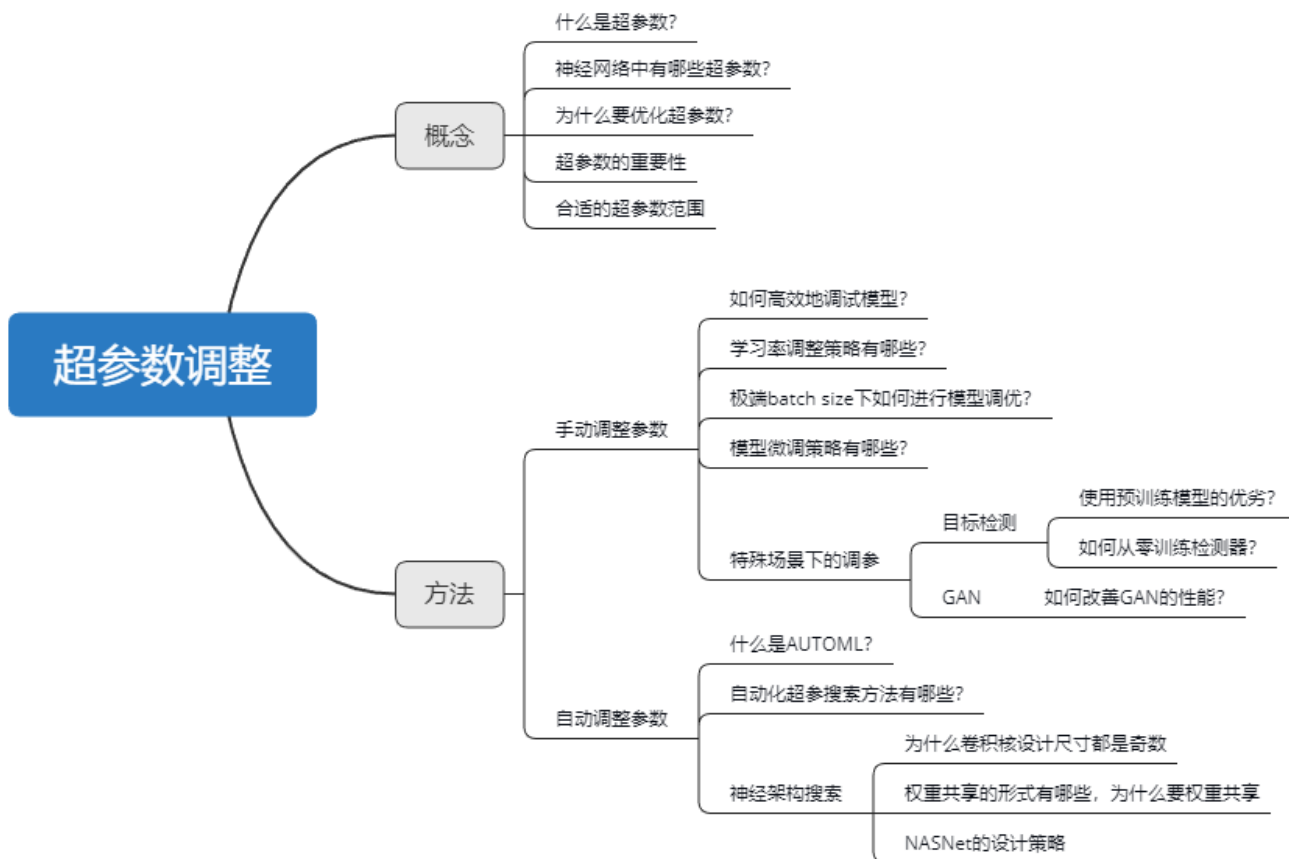 超参数调整
概念
什么是超参数?
神经网络中有哪些超参数?
为什么要优化超参数?
超参数的重要性
合适的超参数范围
方法
手动调整参数
如何高效地调试模型?
学习率调整策略有哪些?
极端batch size下如何进行模型调优?
模型微调策略有哪些?
特殊场景下的调参
目标检测
使用预训练模型的优劣?
如何从零训练检测器?
GAN
如何改善GAN的性能?
自动调整参数
什么是AUTOML?
自动化超参搜索方法有哪些?
神经架构搜索
为什么卷积核设计尺寸都是奇数
权重共享的形式有哪些，为什么要权重共享
NASNet的设计策略